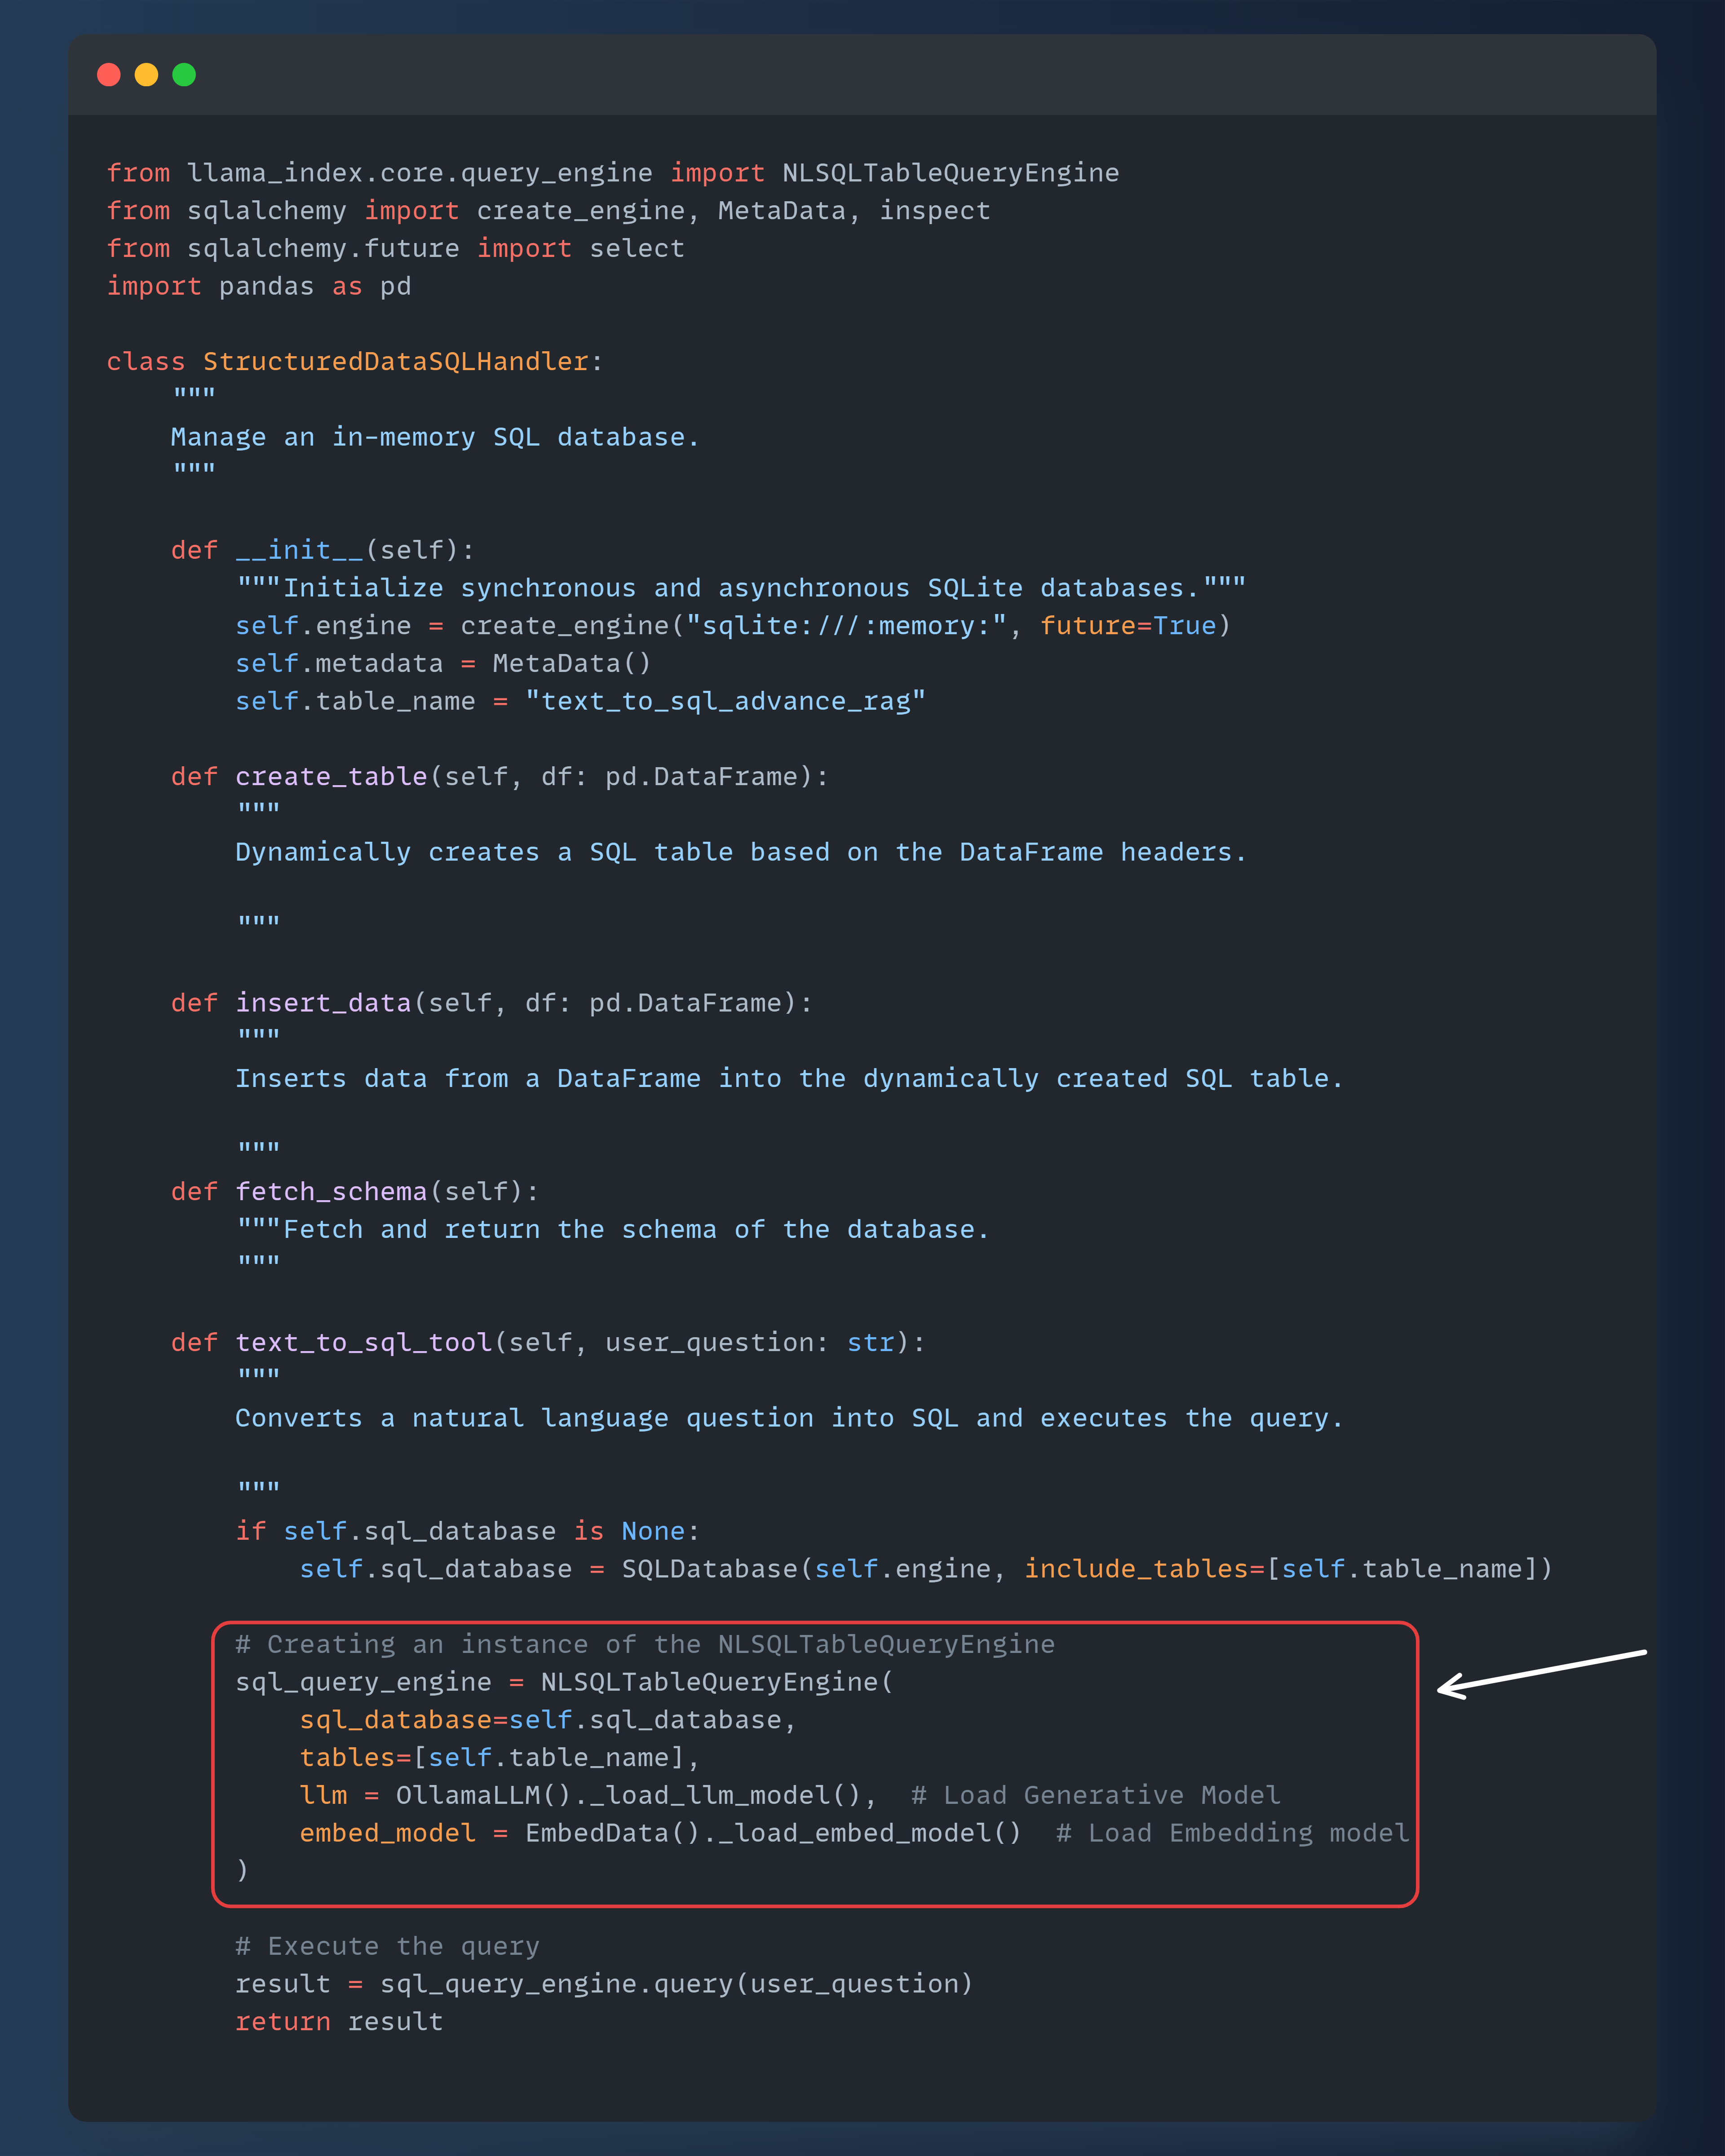 from llama_index.core.query_engine import NLSQLTableQueryEngine
from sqlalchemy import create_engine, MetaData, inspect
from sqlalchemy.future import select
import pandas as pd
class StructuredDataSQLHandler:
"""
Manage an in-memory SQL database.
"""
def __init__(self):
"""Initialize synchronous and asynchronous SQLite databases."""
self.engine = create_engine("sqlite:///:memory:", future=True)
self.metadata = MetaData()
self.table_name = "text_to_sql_advance_rag"
def create_table(self, df: pd.DataFrame):
"""
Dynamically creates a SQL table based on the DataFrame headers.
"""
def insert_data(self, df: pd.DataFrame):
"""
Inserts data from a DataFrame into the dynamically created SQL table.
"""
def fetch_schema(self):
"""Fetch and return the schema of the database.
"""
def text_to_sql_tool(self, user_question: str):
"""
Converts a natural language question into SQL and executes the query.
"""
if self.sql_database is None:
self.sql_database = SQLDatabase(self.engine, include_tables=[self.table_name])
# Creating an instance of the NLSQLTableQueryEngine
sql_query_engine = NLSQLTableQueryEngine(
sql_database=self.sql_database,
tables=[self.table_name],
llm = OllamaLLM()._load_llm_model(),  # Load Generative Model
embed_model = EmbedData()._load_embed_model()  # Load Embedding model
)
# Execute the query
result = sql_query_engine.query(user_question)
return result